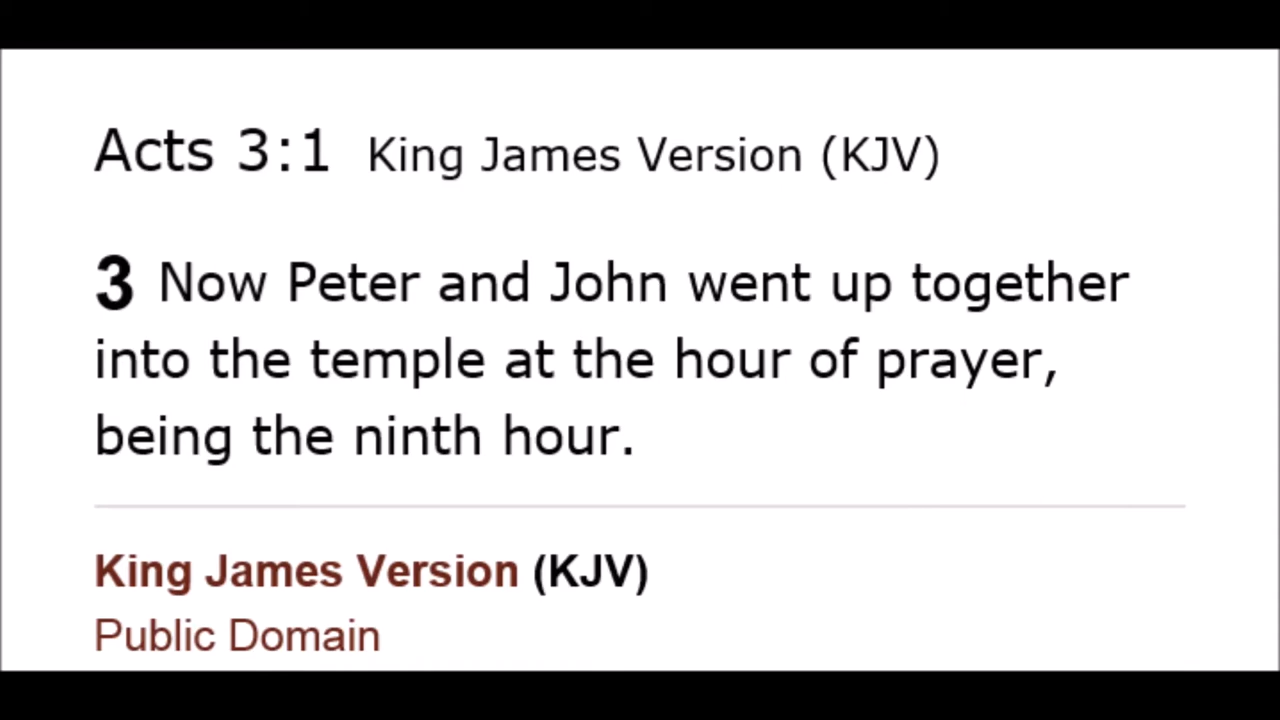 Acts 3:1 King James Version (KJV)
3 Now Peter and John went up together
into the temple at the hour of prayer,
being the ninth hour.
King James Version (KJV)
Public Domain